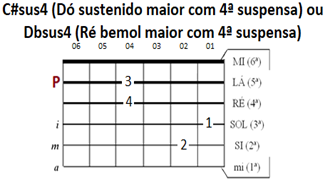 C#sus4 (Dó sustenido maior com 4ª suspensa) ou
Dbsus4 (Ré bemol maior com 4ª suspensa)
06 05 04 03 02 01
MI (6ª)
P 3 LÁ (5ª)
4 RÉ (4ª)
i 1 SOL (3ª)
m 2 SI (2ª)
a mi (1ª)